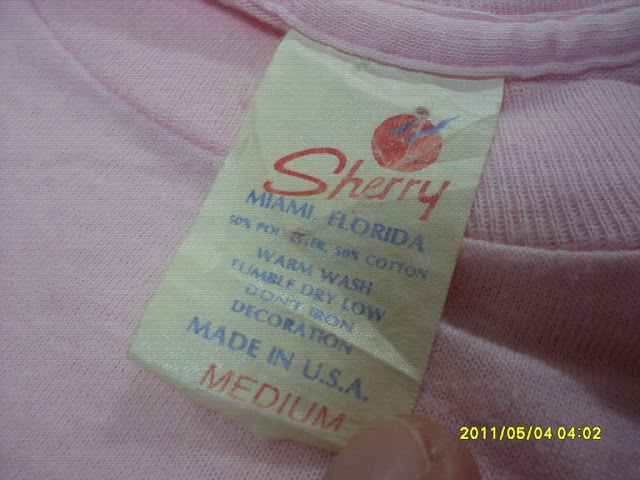 Sherry
MIAMI, FLORIDA
50% POLYESTER, 50% COTTON
WARM WASH
TUMBLE DRY LOW
DON'T IRON
DECORATION
MADE IN U.S.A.
MEDIUM
2011/05/04 04:02